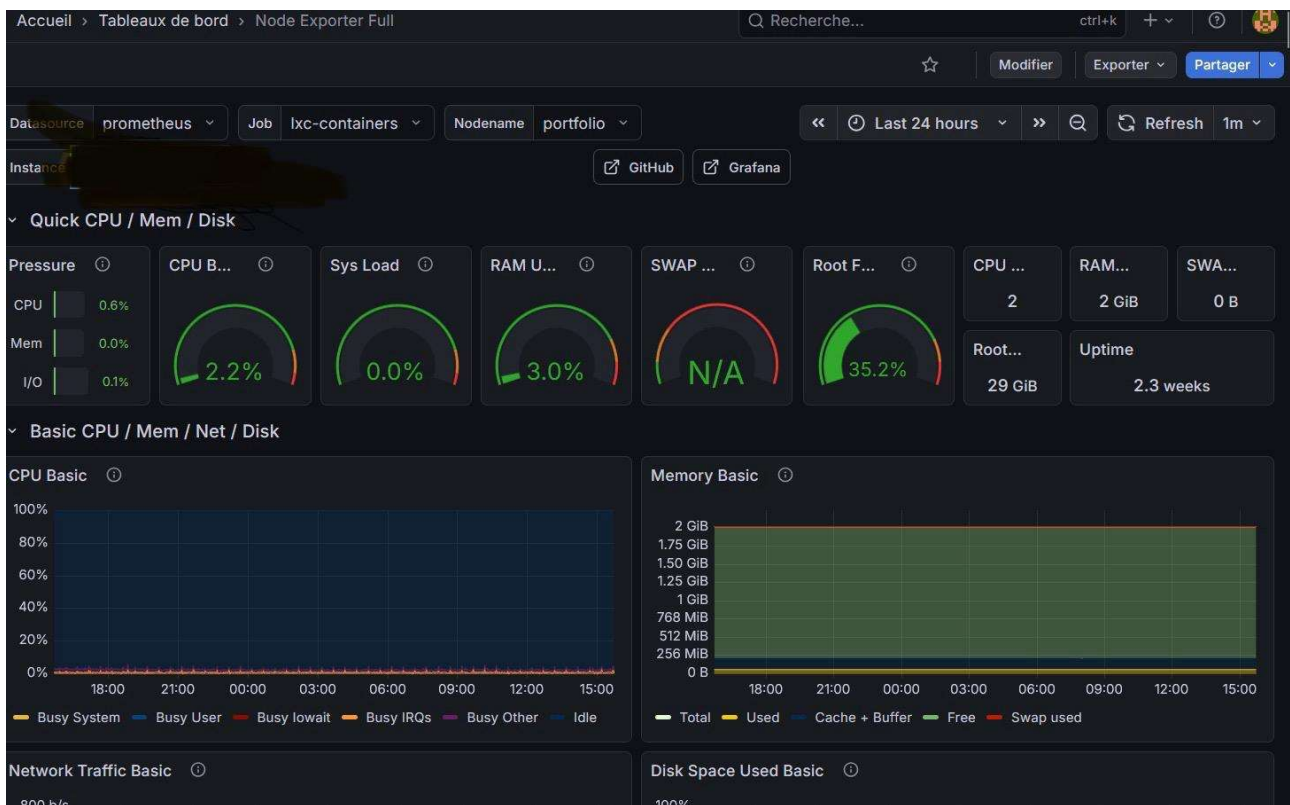 Accueil > Tableaux de bord > Node Exporter Full
Recherche... ctrl+k
Modifier Exporter Partager
Datasource prometheus Job lxc-containers Nodename portfolio Last 24 hours Refresh 1m
Instance GitHub Grafana
Quick CPU / Mem / Disk
Pressure CPU B... Sys Load RAM U... SWAP ... Root F... CPU ... RAM... SWA...
2 2 GiB 0 B
CPU 0.6%
Mem 0.0%
I/O 0.1%
2.2% 0.0% 3.0% N/A 35.2%
Root... Uptime
29 GiB 2.3 weeks
Basic CPU / Mem / Net / Disk
CPU Basic
100%
80%
60%
40%
20%
0%
18:00 21:00 00:00 03:00 06:00 09:00 12:00 15:00
Busy System Busy User Busy Iowait Busy IRQs Busy Other Idle
Memory Basic
2 GiB
1.75 GiB
1.50 GiB
1.25 GiB
1 GiB
768 MiB
512 MiB
256 MiB
0 B
18:00 21:00 00:00 03:00 06:00 09:00 12:00 15:00
Total Used Cache + Buffer Free Swap used
Network Traffic Basic
800 b/s
Disk Space Used Basic
100%